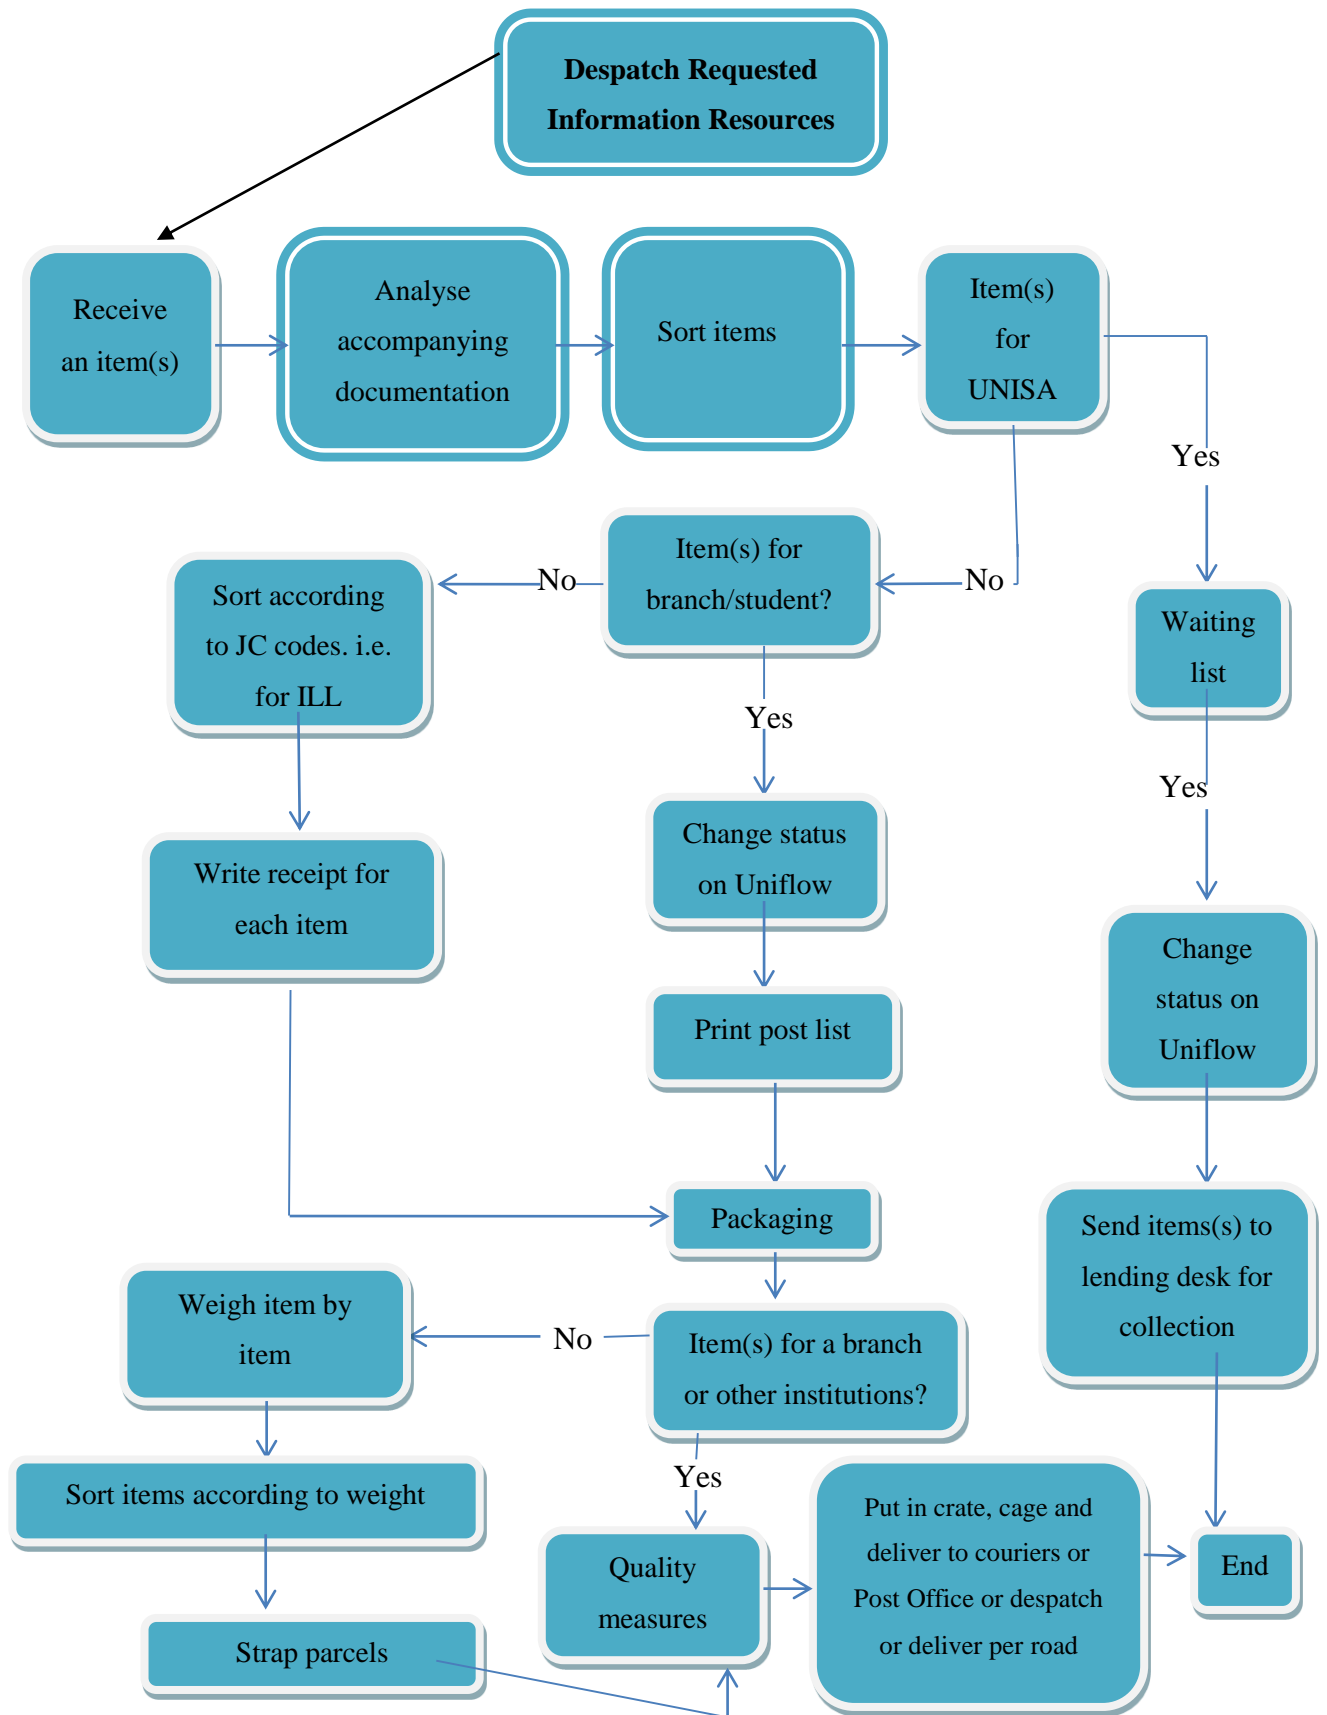 Despatch Requested
Information Resources
Receive
an item(s)
Analyse
accompanying
documentation
Sort items
Item(s)
for
UNISA
Yes
No
Item(s) for
branch/student?
No
Sort according
to JC codes. i.e.
for ILL
Waiting
list
Yes
Yes
Change status
on Uniflow
Write receipt for
each item
Change
status on
Uniflow
Print post list
Packaging
Send items(s) to
lending desk for
collection
Weigh item by
item
No
Item(s) for a branch
or other institutions?
Yes
Sort items according to weight
Put in crate, cage and
deliver to couriers or
Post Office or despatch
or deliver per road
Quality
measures
End
Strap parcels